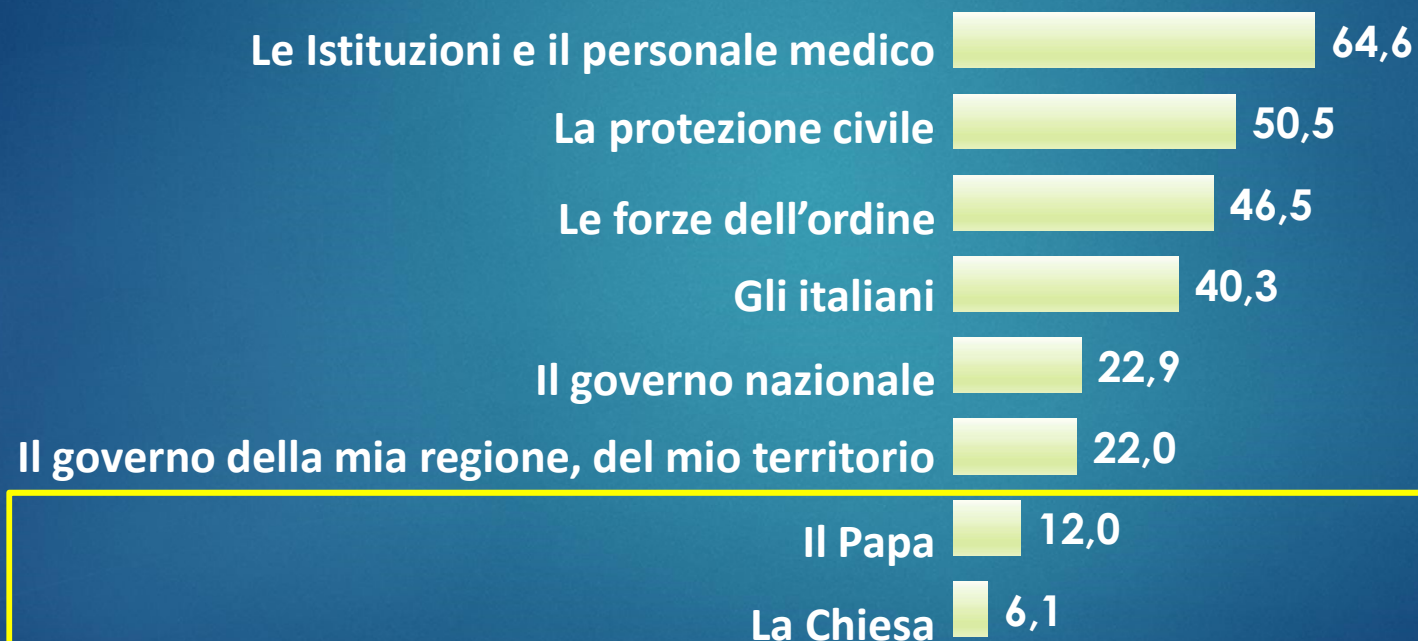 Le Istituzioni e il personale medico 64,6
La protezione civile 50,5
Le forze dell’ordine 46,5
Gli italiani 40,3
Il governo nazionale 22,9
Il governo della mia regione, del mio territorio 22,0
Il Papa 12,0
La Chiesa 6,1